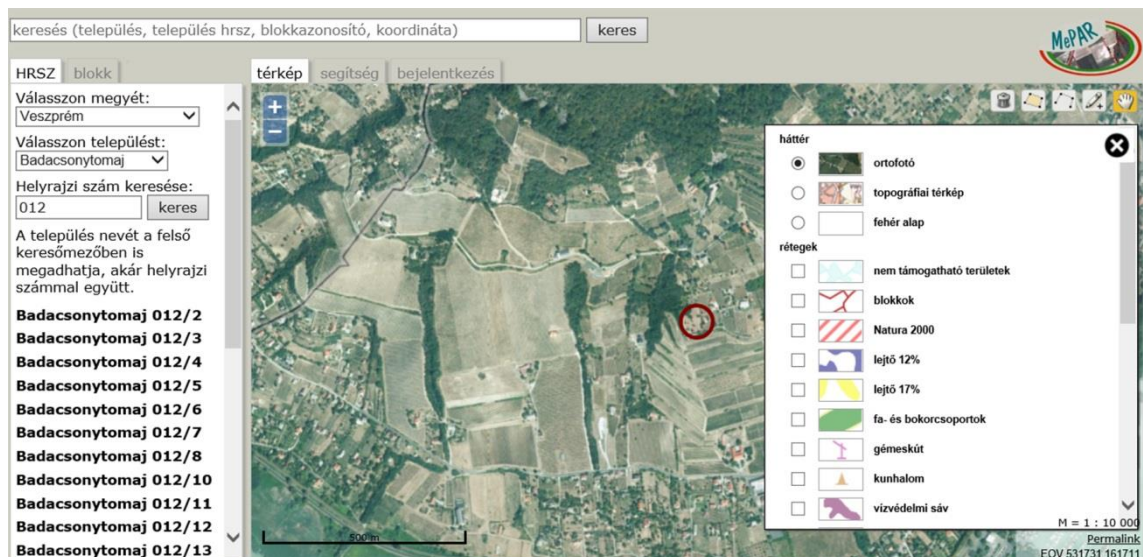 keresés (település, település hrsz, blokkazonosító, koordináta)
keres
MePAR
HRSZ
blokk
térkép
segítség
bejelentkezés
Válasszon megyét:
Veszprém
Válasszon települést:
Badacsonytomaj
Helyrajzi szám keresése:
012
keres
A település nevét a felső
keresőmezőben is
megadhatja, akár helyrajzi
számmal együtt.
Badacsonytomaj 012/2
Badacsonytomaj 012/3
Badacsonytomaj 012/4
Badacsonytomaj 012/5
Badacsonytomaj 012/6
Badacsonytomaj 012/7
Badacsonytomaj 012/8
Badacsonytomaj 012/10
Badacsonytomaj 012/11
Badacsonytomaj 012/12
Badacsonytomaj 012/13
+
−
500 m
háttér
ortofotó
topográfiai térkép
fehér alap
rétegek
nem támogatható területek
blokkok
Natura 2000
lejtő 12%
lejtő 17%
fa- és bokorcsoportok
gémeskút
kunhalom
vízvédelmi sáv
M = 1 : 10 000
Permalink
EOV 531731 161713